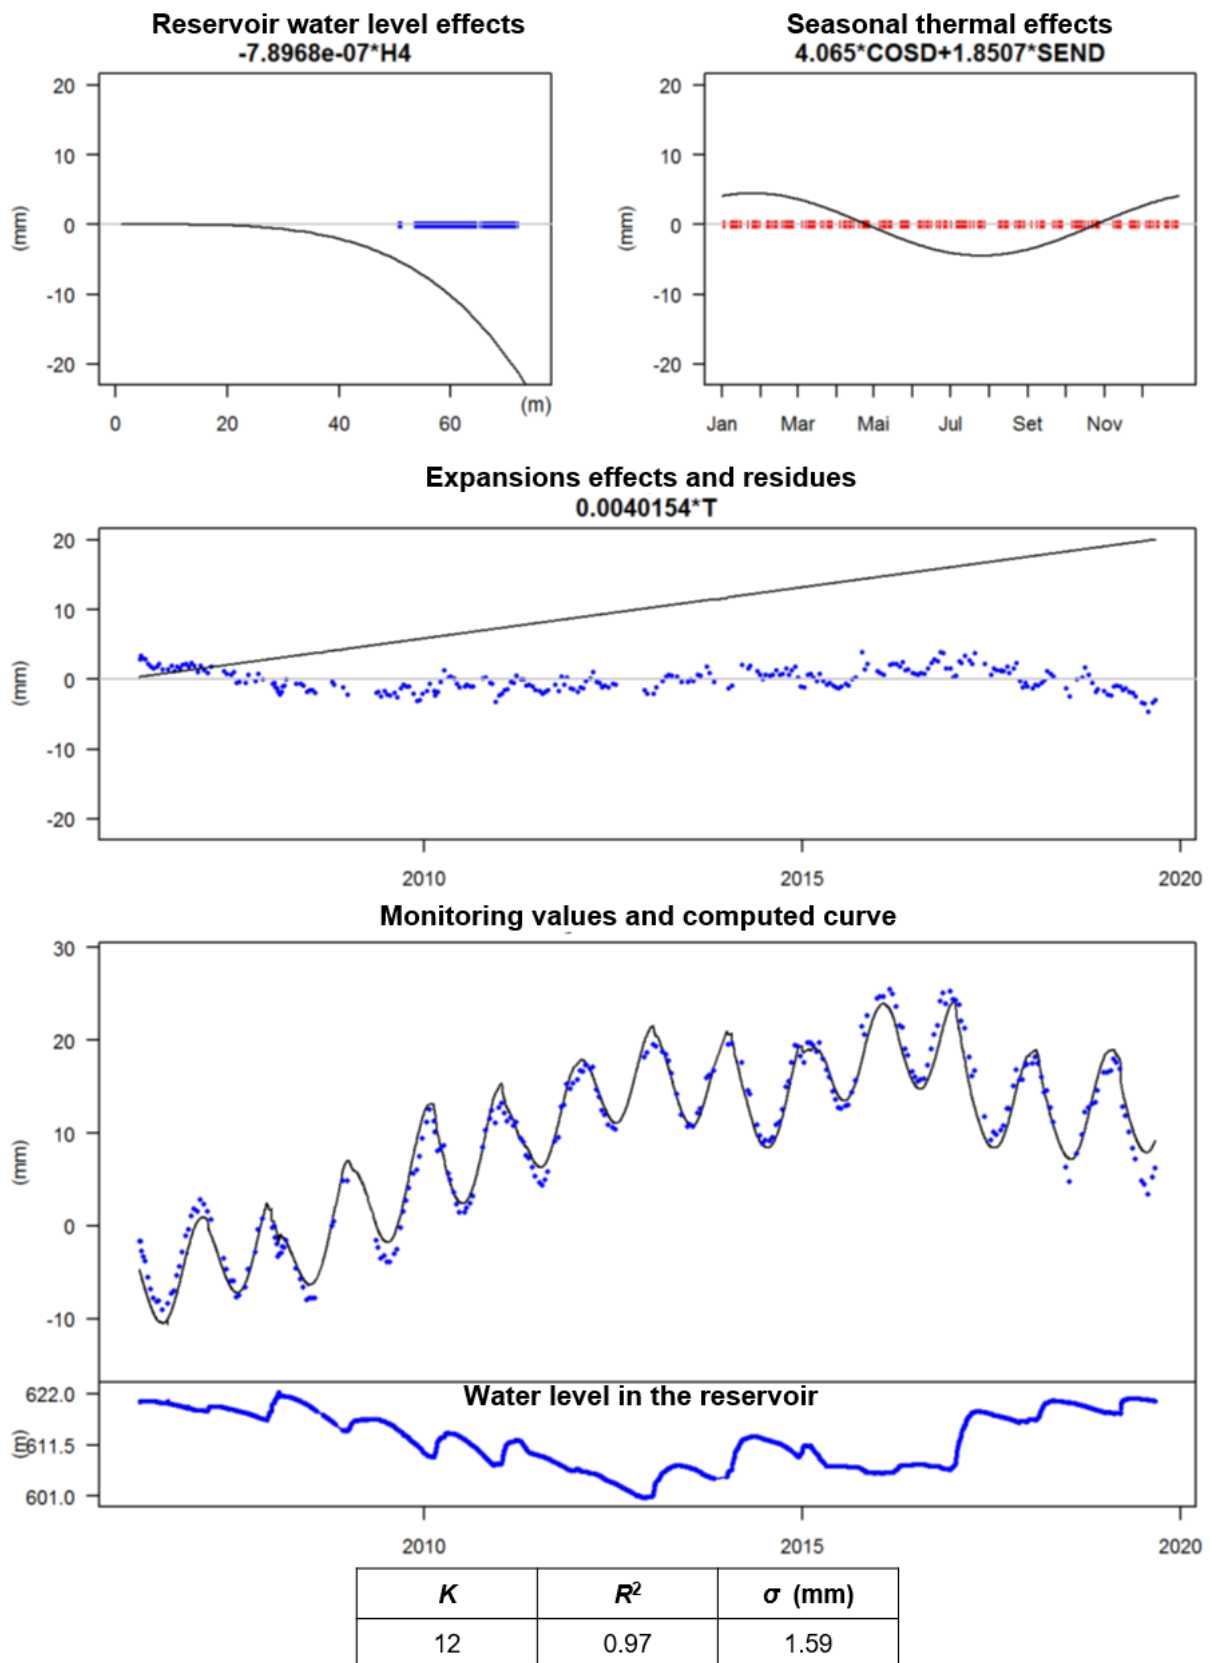 Reservoir water level effects
-7.8968e-07*H4
20
10
0
-10
-20
(mm)
0 20 40 60
(m)
Seasonal thermal effects
4.065*COSD+1.8507*SEND
20
10
0
-10
-20
(mm)
Jan Mar Mai Jul Set Nov
Expansions effects and residues
0.0040154*T
20
10
0
-10
-20
(mm)
2010 2015 2020
Monitoring values and computed curve
30
20
10
0
-10
(mm)
Water level in the reservoir
622.0
611.5
601.0
(m)
2010 2015 2020
K R² σ (mm)
12 0.97 1.59